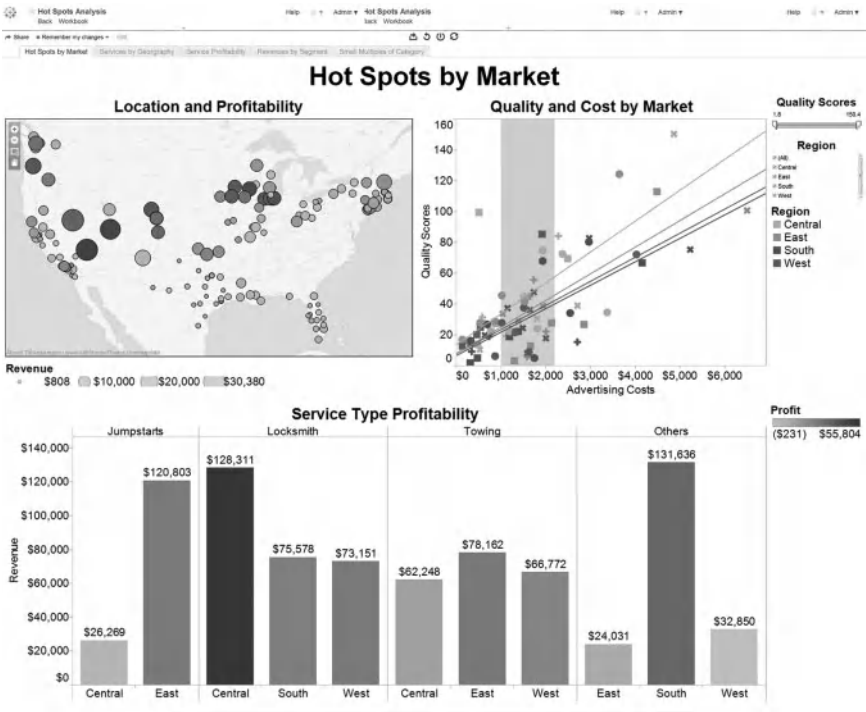 Hot Spots Analysis Help Admin Hot Spots Analysis Help Admin Help Admin
Back Workbook back Workbook
Share Remember my changes
Hot Spots by Market Services by Geography Service Profitability Revenues by Segment Small Multiples of Category
Hot Spots by Market
Location and Profitability
Revenue
$808 $10,000 $20,000 $30,380
Quality and Cost by Market
Quality Scores
160
140
120
100
80
60
40
20
0
$0 $1,000 $2,000 $3,000 $4,000 $5,000 $6,000
Advertising Costs
Quality Scores
1.8 158.4
Region
(All)
Central
East
South
West
Region
Central
East
South
West
Service Type Profitability
Jumpstarts Locksmith Towing Others
Revenue
$140,000
$120,000
$100,000
$80,000
$60,000
$40,000
$20,000
$0
$26,269 $120,803 $128,311 $75,578 $73,151 $62,248 $78,162 $66,772 $24,031 $131,636 $32,850
Central East Central South West Central East West East South West
Profit
($231) $55,804